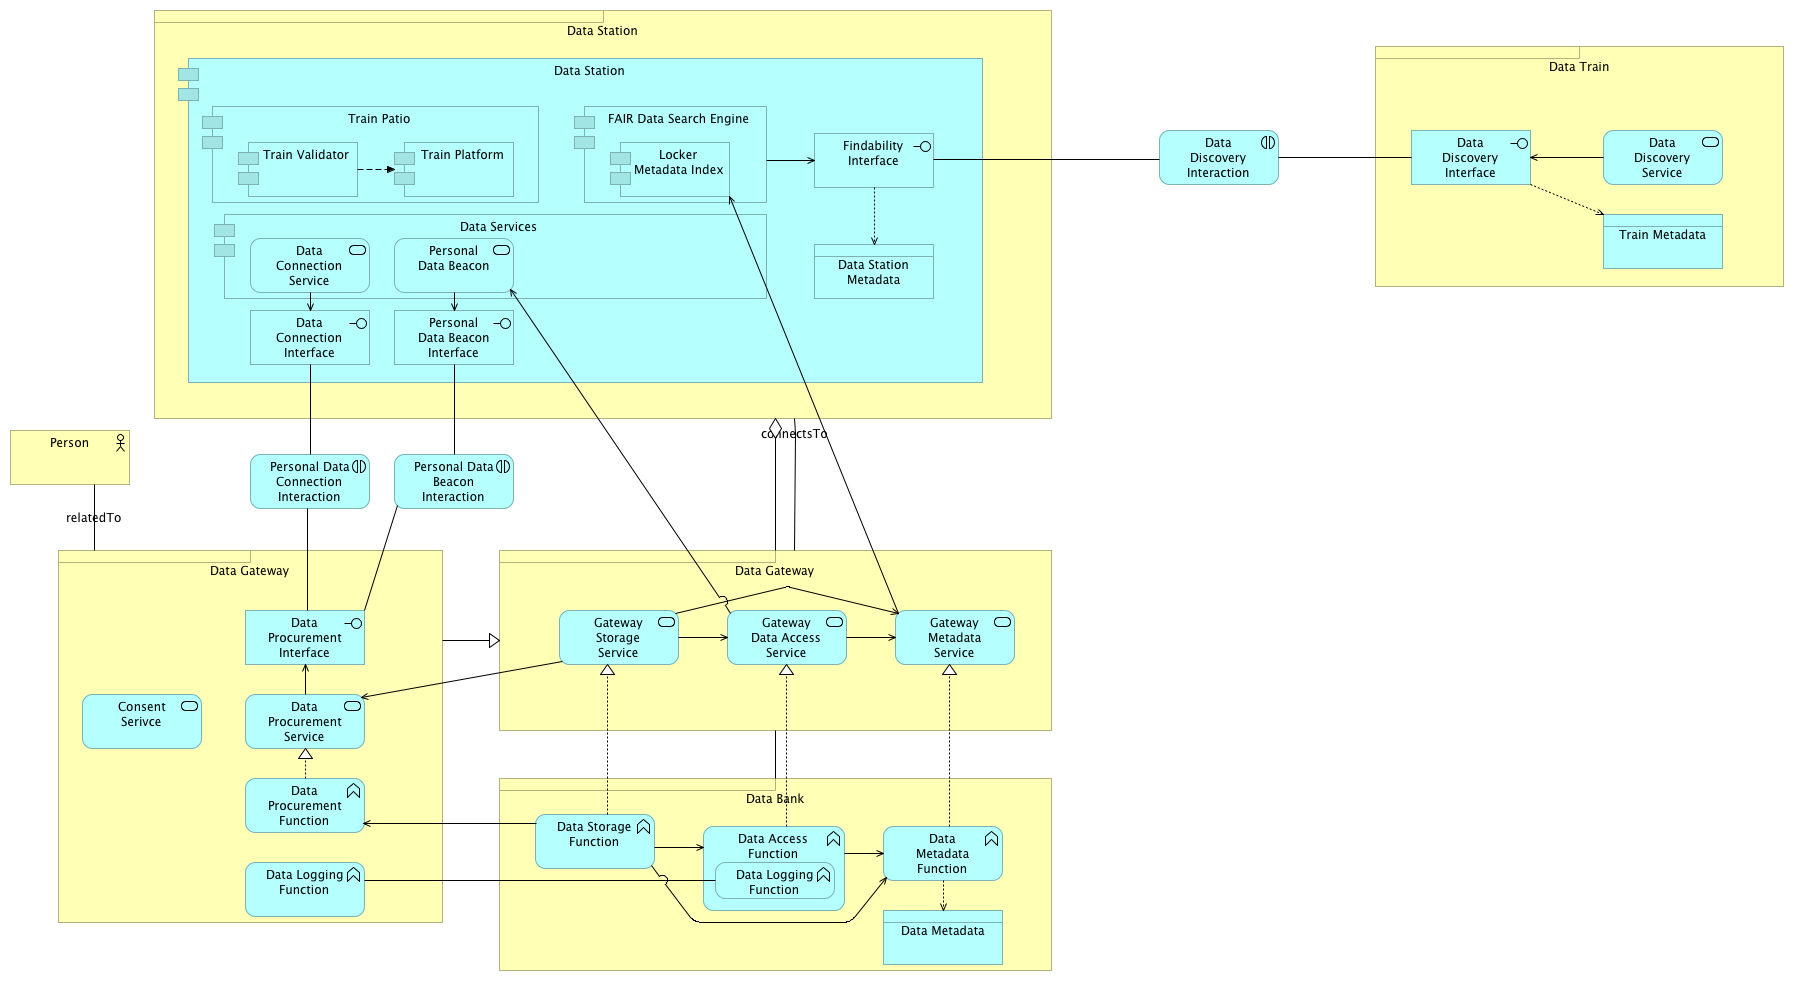 Data Station
Data Station
Train Patio
Train Validator
Train Platform
FAIR Data Search Engine
Locker
Metadata Index
Findability
Interface
Data Services
Data
Connection
Service
Personal
Data Beacon
Data Station
Metadata
Data
Connection
Interface
Personal
Data Beacon
Interface
Data
Discovery
Interaction
Data Train
Data
Discovery
Interface
Data
Discovery
Service
Train Metadata
Person
relatedTo
Personal Data
Connection
Interaction
Personal Data
Beacon
Interaction
connectsTo
Data Gateway
Data
Procurement
Interface
Consent
Serivce
Data
Procurement
Service
Data
Procurement
Function
Data Logging
Function
Data Gateway
Gateway
Storage
Service
Gateway
Data Access
Service
Gateway
Metadata
Service
Data Bank
Data Storage
Function
Data Access
Function
Data Logging
Function
Data
Metadata
Function
Data Metadata